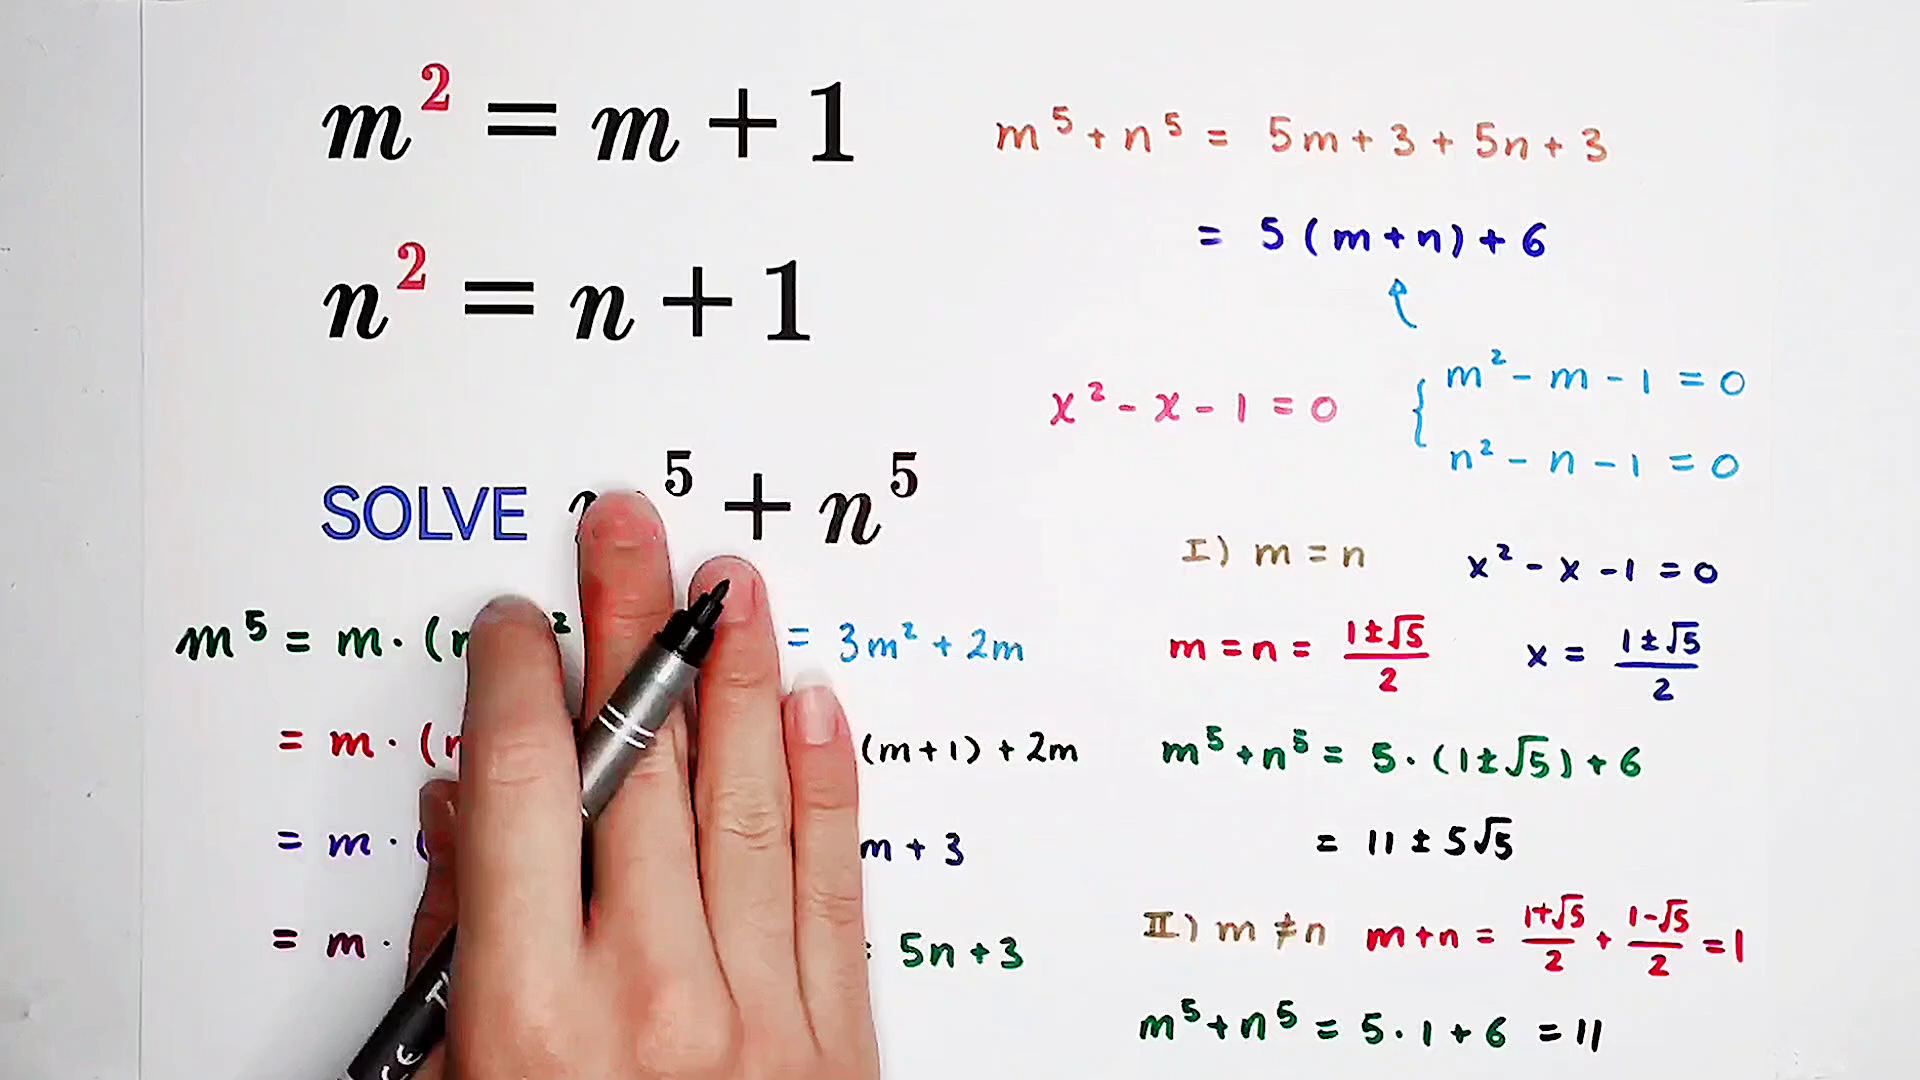 m² = m + 1
n² = n + 1
SOLVE ⁵ + n⁵
m⁵ = m · ( ² = 3m² + 2m
= m · ( (m+1) + 2m
= m · ( m + 3
= m · 5n + 3
m⁵ + n⁵ = 5m + 3 + 5n + 3
= 5 (m + n) + 6
x² - x - 1 = 0
{ m² - m - 1 = 0
n² - n - 1 = 0
I) m = n x² - x - 1 = 0
m = n = (1±√5)/2 x = (1±√5)/2
m⁵ + n⁵ = 5 · (1±√5) + 6
= 11 ± 5√5
II) m ≠ n m + n = (1+√5)/2 + (1-√5)/2 = 1
m⁵ + n⁵ = 5 · 1 + 6 = 11